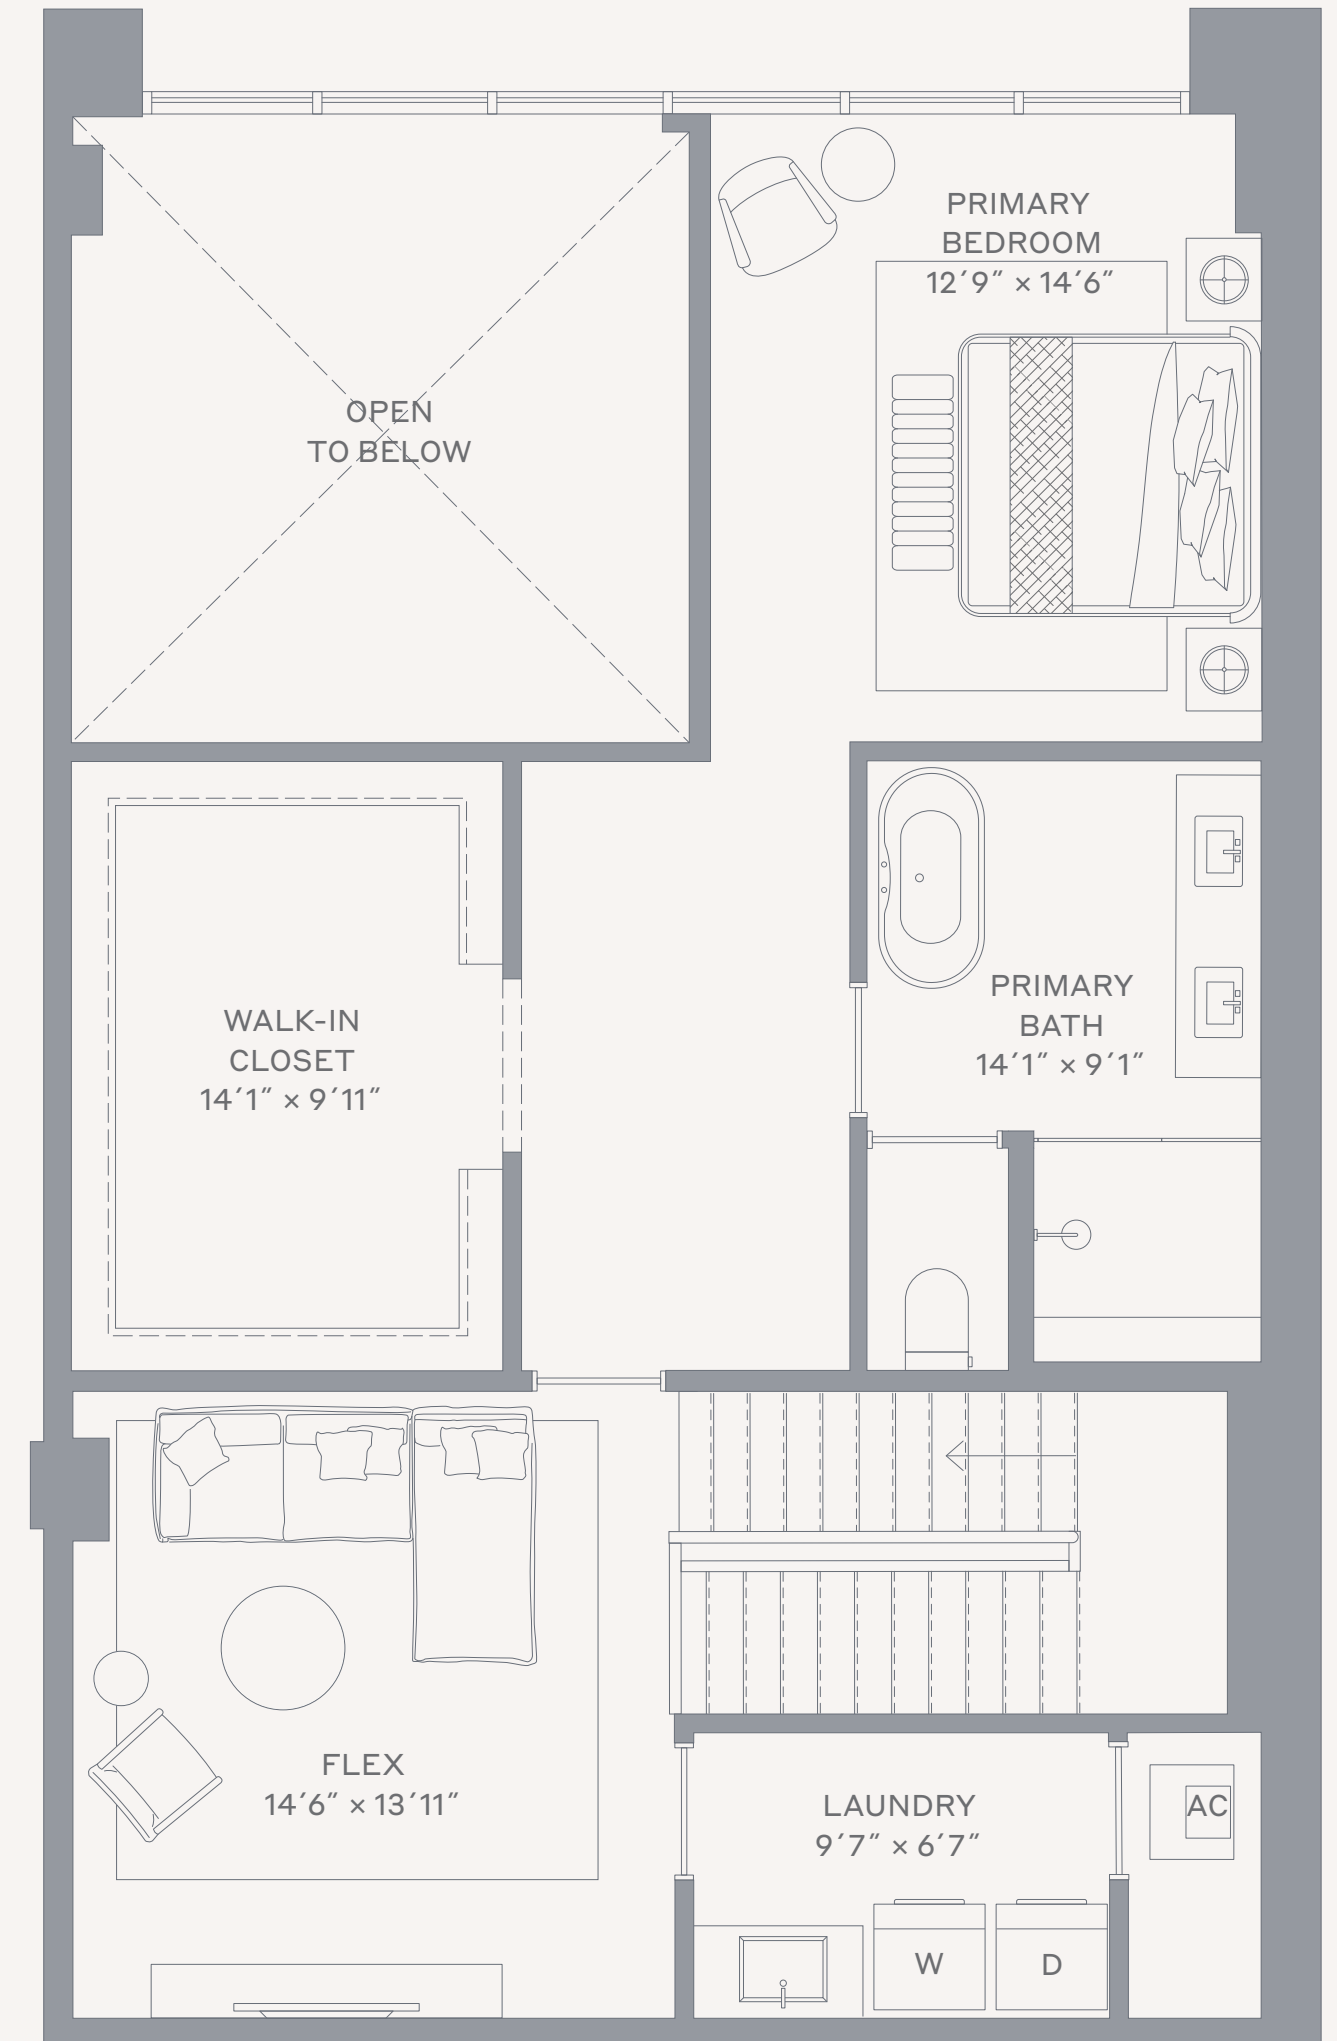 PRIMARY
BEDROOM
12′9″ × 14′6″
OPEN
TO BELOW
PRIMARY
BATH
14′1″ × 9′1″
WALK-IN
CLOSET
14′1″ × 9′11″
FLEX
14′6″ × 13′11″
LAUNDRY
9′7″ × 6′7″
AC
W
D